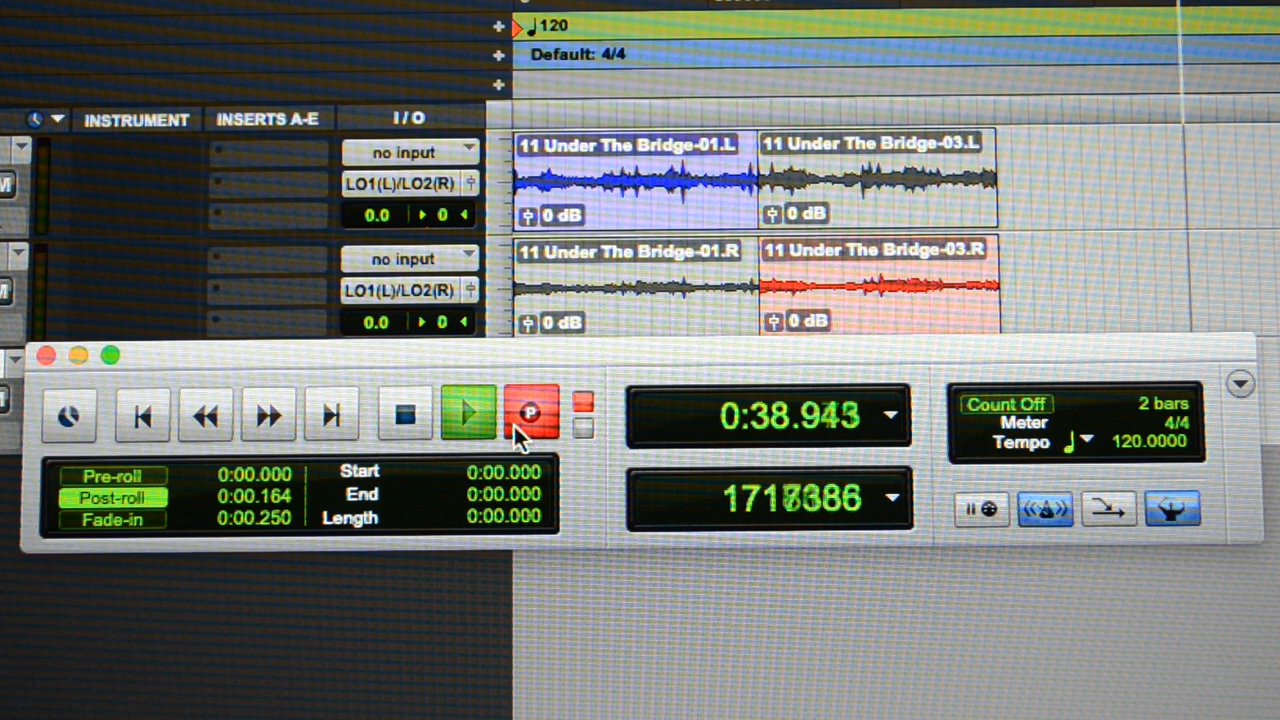 120
Default: 4/4
INSTRUMENT INSERTS A-E I/O
no input
11 Under The Bridge-01.L 11 Under The Bridge-03.L
LO1(L)/LO2(R)
0.0 0
0 dB 0 dB
no input
11 Under The Bridge-01.R 11 Under The Bridge-03.R
LO1(L)/LO2(R)
0.0 0
0 dB 0 dB
P
0:38.943
Count Off 2 bars
Meter 4/4
Tempo 120.0000
Pre-roll 0:00.000 Start 0:00.000
Post-roll 0:00.164 End 0:00.000
Fade-in 0:00.250 Length 0:00.000